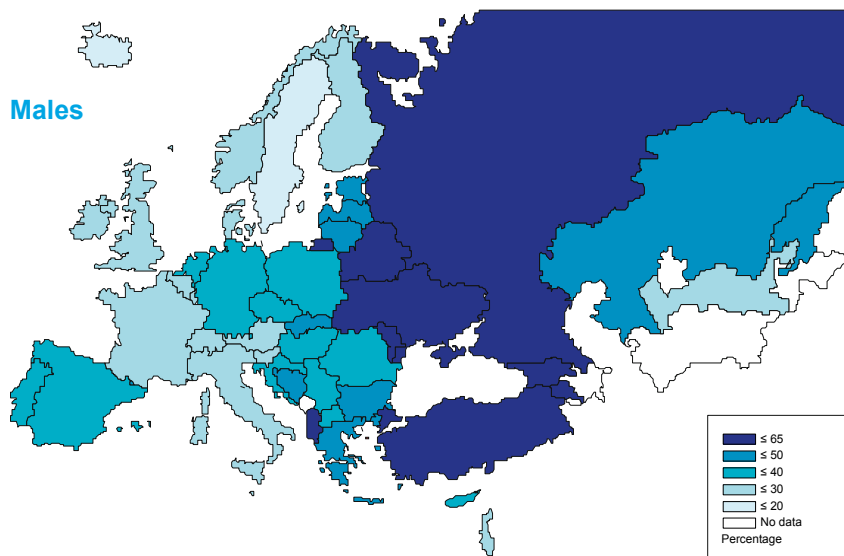 Males
≤ 65
≤ 50
≤ 40
≤ 30
≤ 20
No data
Percentage